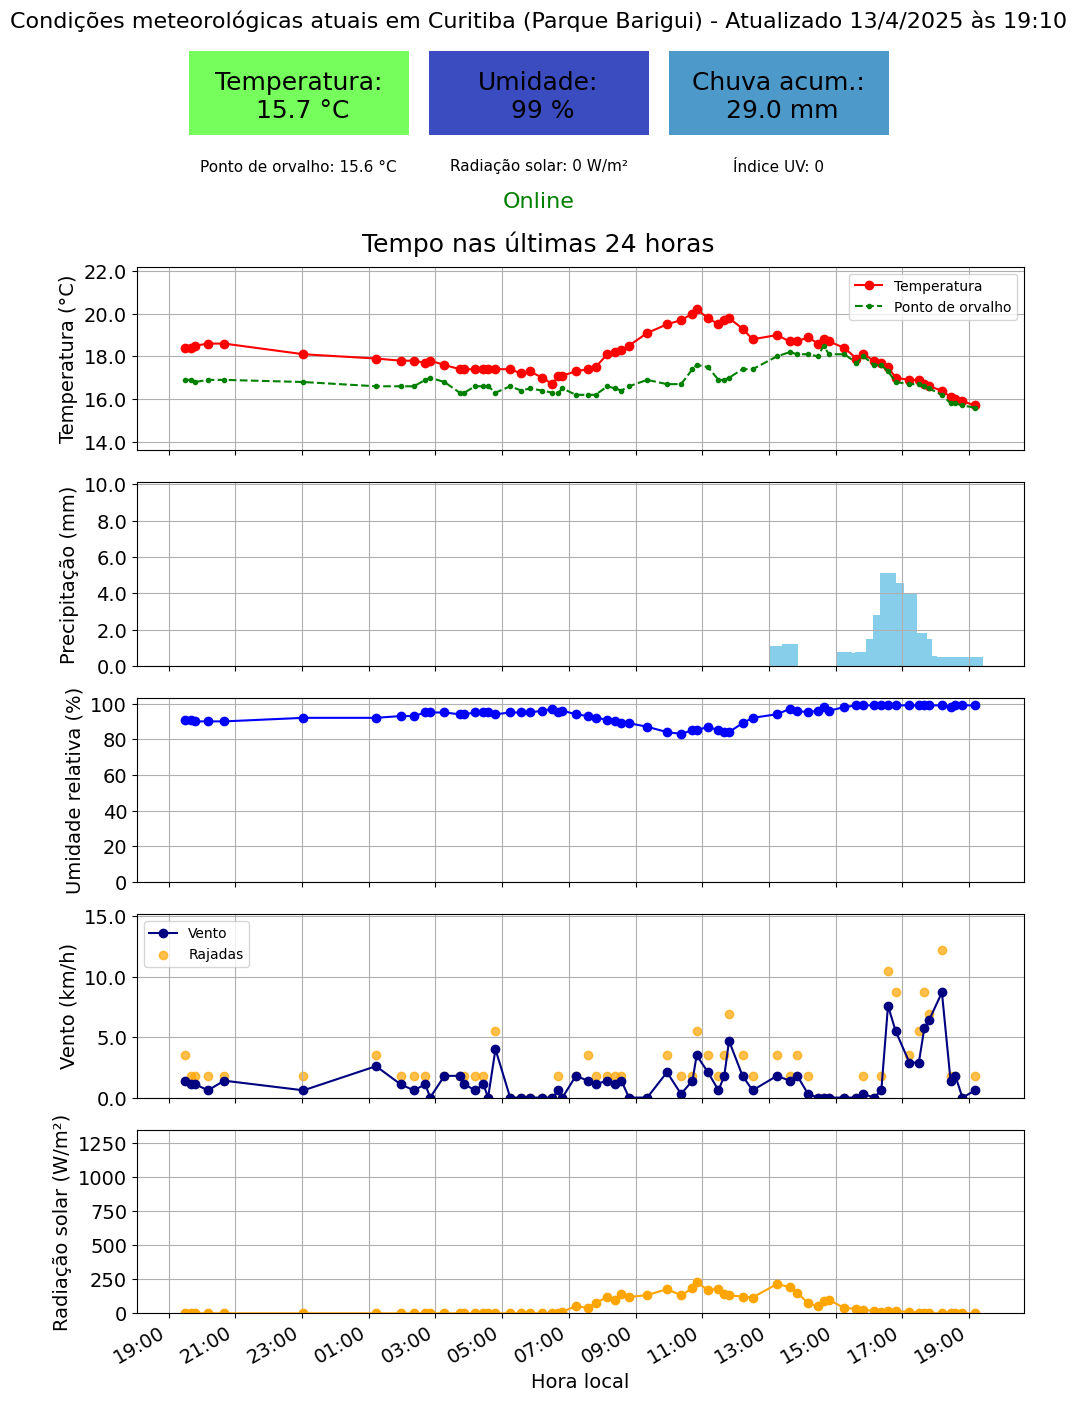 Condições meteorológicas atuais em Curitiba (Parque Barigui) - Atualizado 13/4/2025 às 19:10
Temperatura:
15.7 °C
Umidade:
99 %
Chuva acum.:
29.0 mm
Ponto de orvalho: 15.6 °C
Radiação solar: 0 W/m²
Índice UV: 0
Online
Tempo nas últimas 24 horas
Temperatura (°C)
22.0
20.0
18.0
16.0
14.0
Temperatura
Ponto de orvalho
Precipitação (mm)
10.0
8.0
6.0
4.0
2.0
0.0
Umidade relativa (%)
100
80
60
40
20
0
Vento (km/h)
15.0
10.0
5.0
0.0
Vento
Rajadas
Radiação solar (W/m²)
1250
1000
750
500
250
0
19:00
21:00
23:00
01:00
03:00
05:00
07:00
09:00
11:00
13:00
15:00
17:00
19:00
Hora local